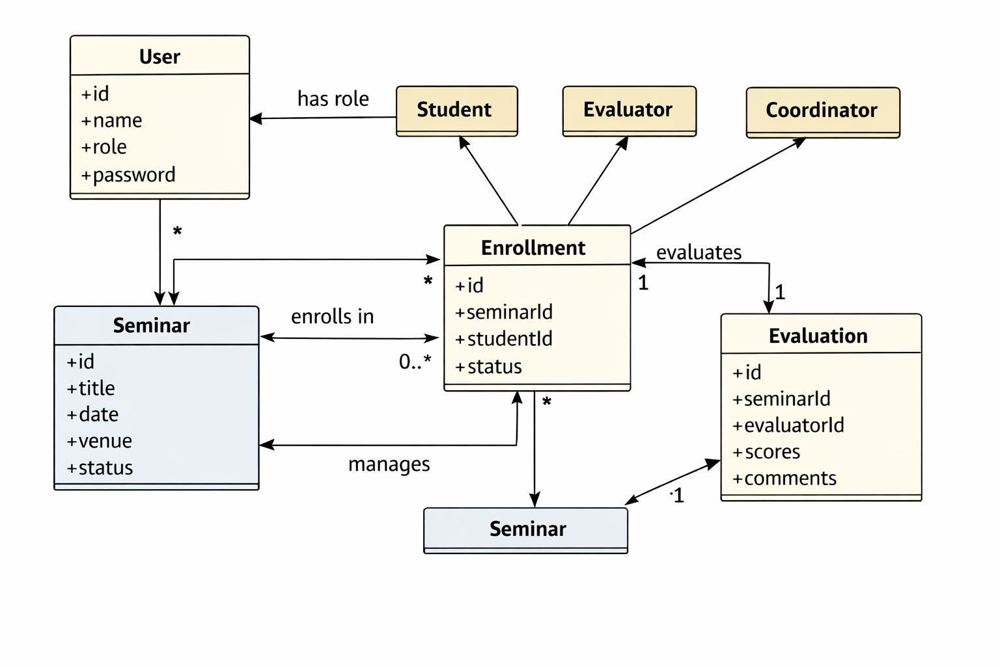 User
+id
+name
+role
+password
has role
Student
Evaluator
Coordinator
*
*
Enrollment
+id
+seminarId
+studentId
+status
evaluates
1
1
Seminar
+id
+title
+date
+venue
+status
enrolls in
0..*
manages
*
Evaluation
+id
+seminarId
+evaluatorId
+scores
+comments
·1
Seminar